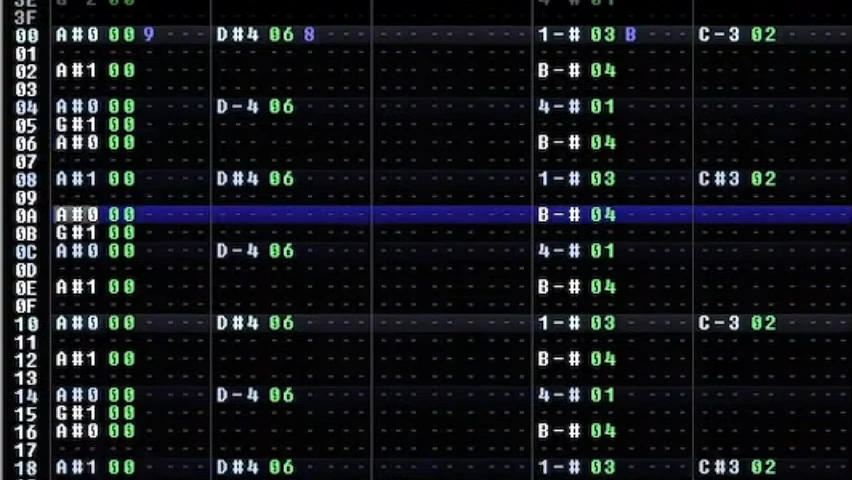 3F
00 A#0 00 9 D#4 06 8 1-# 03 B C-3 02
01
02 A#1 00 B-# 04
03
04 A#0 00 D-4 06 4-# 01
05 G#1 00
06 A#0 00 B-# 04
07
08 A#1 00 D#4 06 1-# 03 C#3 02
09
0A A#0 00 B-# 04
0B G#1 00
0C A#0 00 D-4 06 4-# 01
0D
0E A#1 00 B-# 04
0F
10 A#0 00 D#4 06 1-# 03 C-3 02
11
12 A#1 00 B-# 04
13
14 A#0 00 D-4 06 4-# 01
15 G#1 00
16 A#0 00 B-# 04
17
18 A#1 00 D#4 06 1-# 03 C#3 02